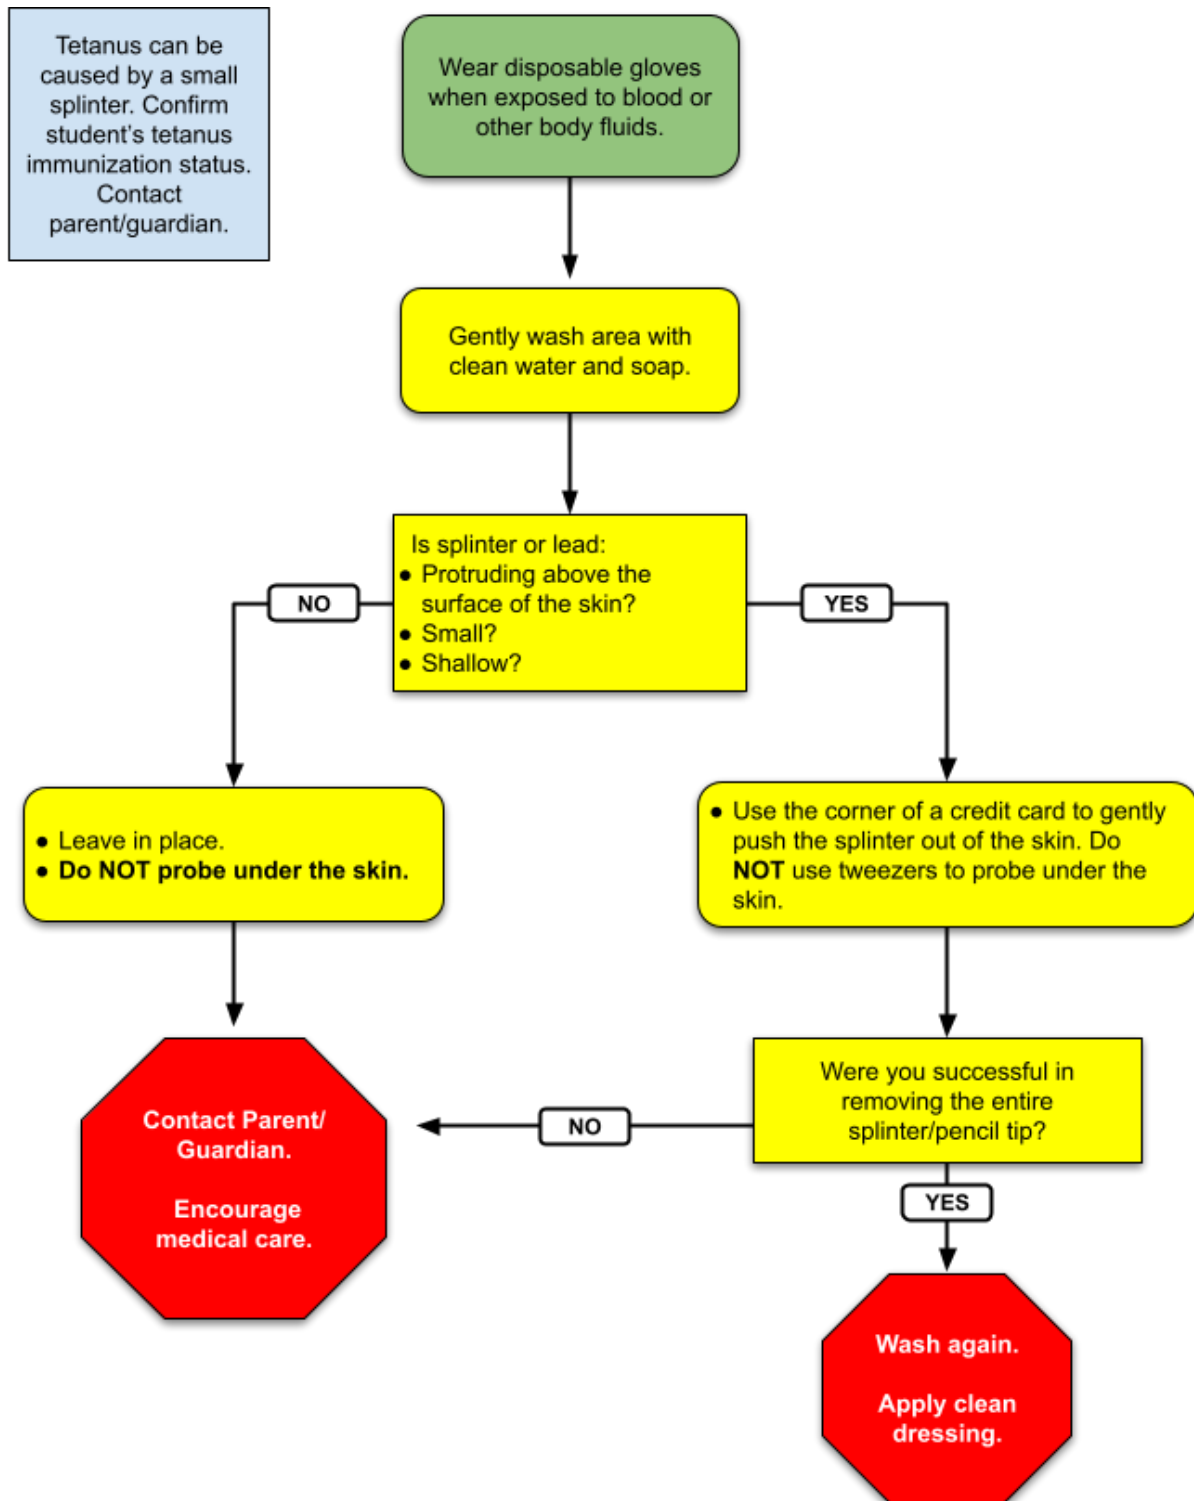 Tetanus can be
caused by a small
splinter. Confirm
student's tetanus
immunization status.
Contact
parent/guardian.
Wear disposable gloves
when exposed to blood or
other body fluids.
Gently wash area with
clean water and soap.
Is splinter or lead:
● Protruding above the
surface of the skin?
● Small?
● Shallow?
NO
YES
● Leave in place.
● Do NOT probe under the skin.
● Use the corner of a credit card to gently
push the splinter out of the skin. Do
NOT use tweezers to probe under the
skin.
Contact Parent/
Guardian.
Encourage
medical care.
NO
Were you successful in
removing the entire
splinter/pencil tip?
YES
Wash again.
Apply clean
dressing.